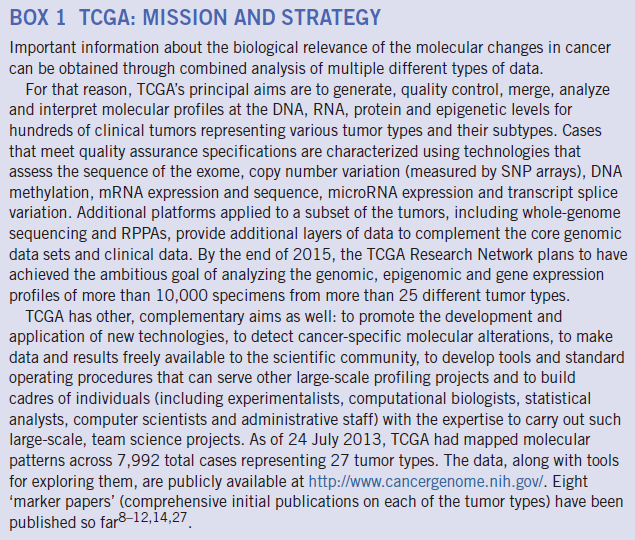 BOX 1 TCGA: MISSION AND STRATEGY
Important information about the biological relevance of the molecular changes in cancer
can be obtained through combined analysis of multiple different types of data.
For that reason, TCGA's principal aims are to generate, quality control, merge, analyze
and interpret molecular profiles at the DNA, RNA, protein and epigenetic levels for
hundreds of clinical tumors representing various tumor types and their subtypes. Cases
that meet quality assurance specifications are characterized using technologies that
assess the sequence of the exome, copy number variation (measured by SNP arrays), DNA
methylation, mRNA expression and sequence, microRNA expression and transcript splice
variation. Additional platforms applied to a subset of the tumors, including whole-genome
sequencing and RPPAs, provide additional layers of data to complement the core genomic
data sets and clinical data. By the end of 2015, the TCGA Research Network plans to have
achieved the ambitious goal of analyzing the genomic, epigenomic and gene expression
profiles of more than 10,000 specimens from more than 25 different tumor types.
TCGA has other, complementary aims as well: to promote the development and
application of new technologies, to detect cancer-specific molecular alterations, to make
data and results freely available to the scientific community, to develop tools and standard
operating procedures that can serve other large-scale profiling projects and to build
cadres of individuals (including experimentalists, computational biologists, statistical
analysts, computer scientists and administrative staff) with the expertise to carry out such
large-scale, team science projects. As of 24 July 2013, TCGA had mapped molecular
patterns across 7,992 total cases representing 27 tumor types. The data, along with tools
for exploring them, are publicly available at http://www.cancergenome.nih.gov/. Eight
'marker papers' (comprehensive initial publications on each of the tumor types) have been
published so far8–12,14,27.